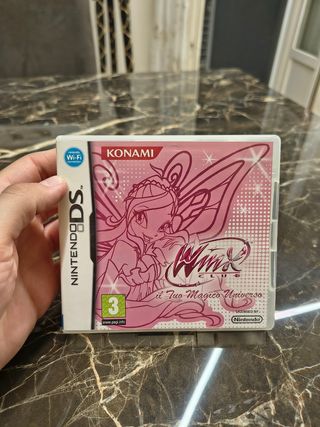 Nintendo
Wi-Fi
NINTENDO DS
KONAMI
Winx
CLUB
il Tuo Magico Universo
3
www.pegi.info
LICENSED BY
Nintendo